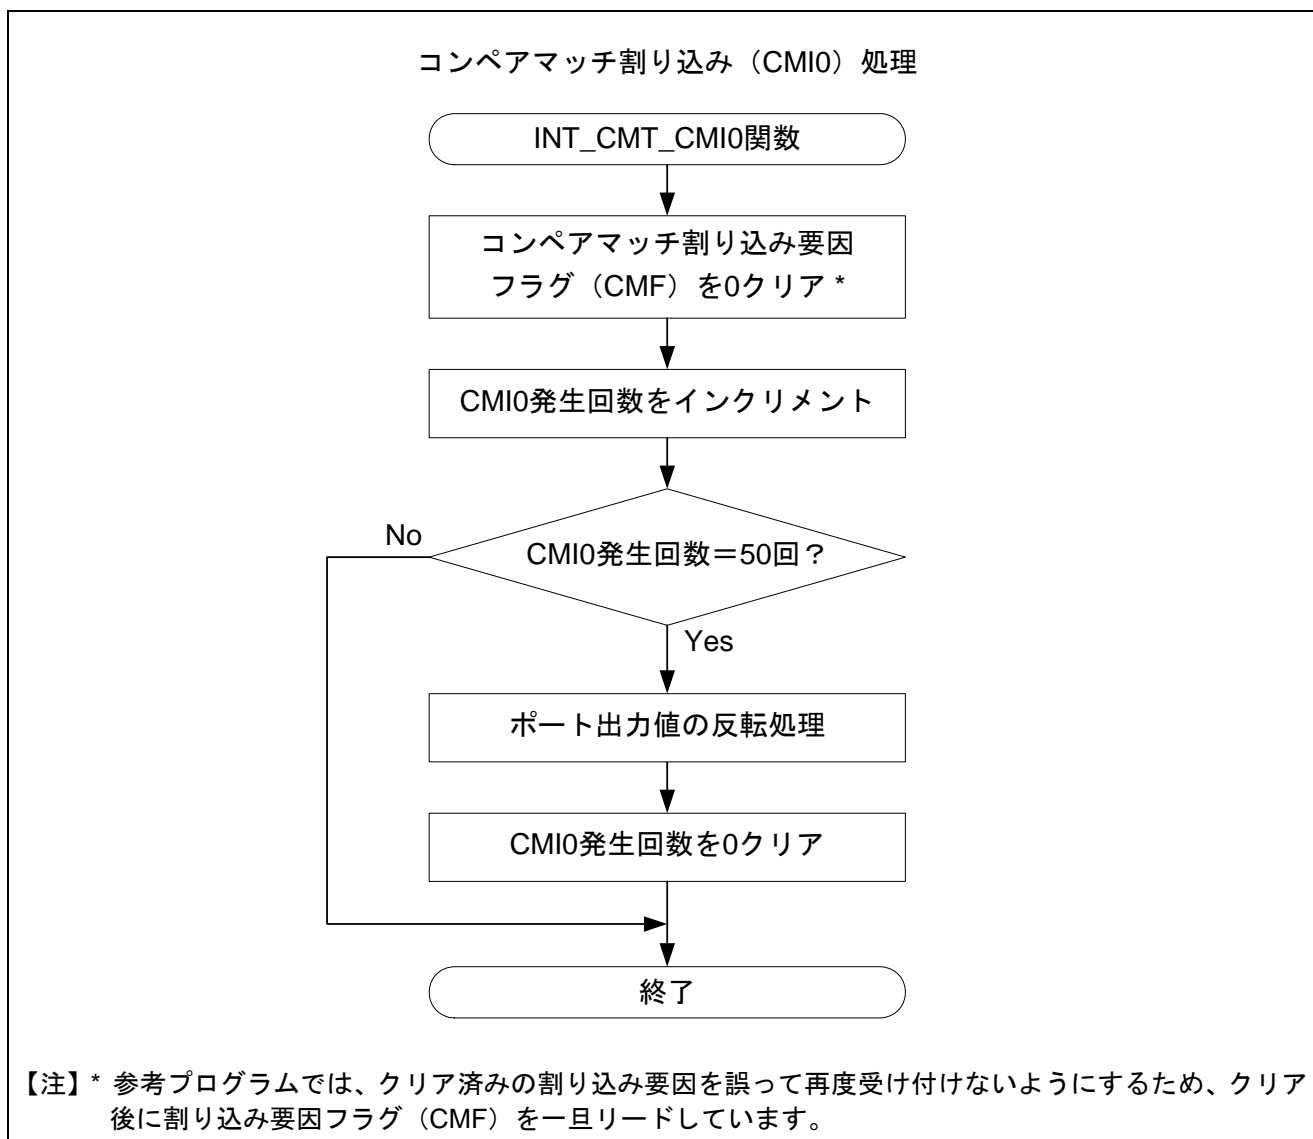 コンペアマッチ割り込み（CMI0）処理
INT_CMT_CMI0関数
コンペアマッチ割り込み要因
フラグ（CMF）を0クリア *
CMI0発生回数をインクリメント
No
CMI0発生回数＝50回？
Yes
ポート出力値の反転処理
CMI0発生回数を0クリア
終了
【注】* 参考プログラムでは、クリア済みの割り込み要因を誤って再度受け付けないようにするため、クリア
後に割り込み要因フラグ（CMF）を一旦リードしています。